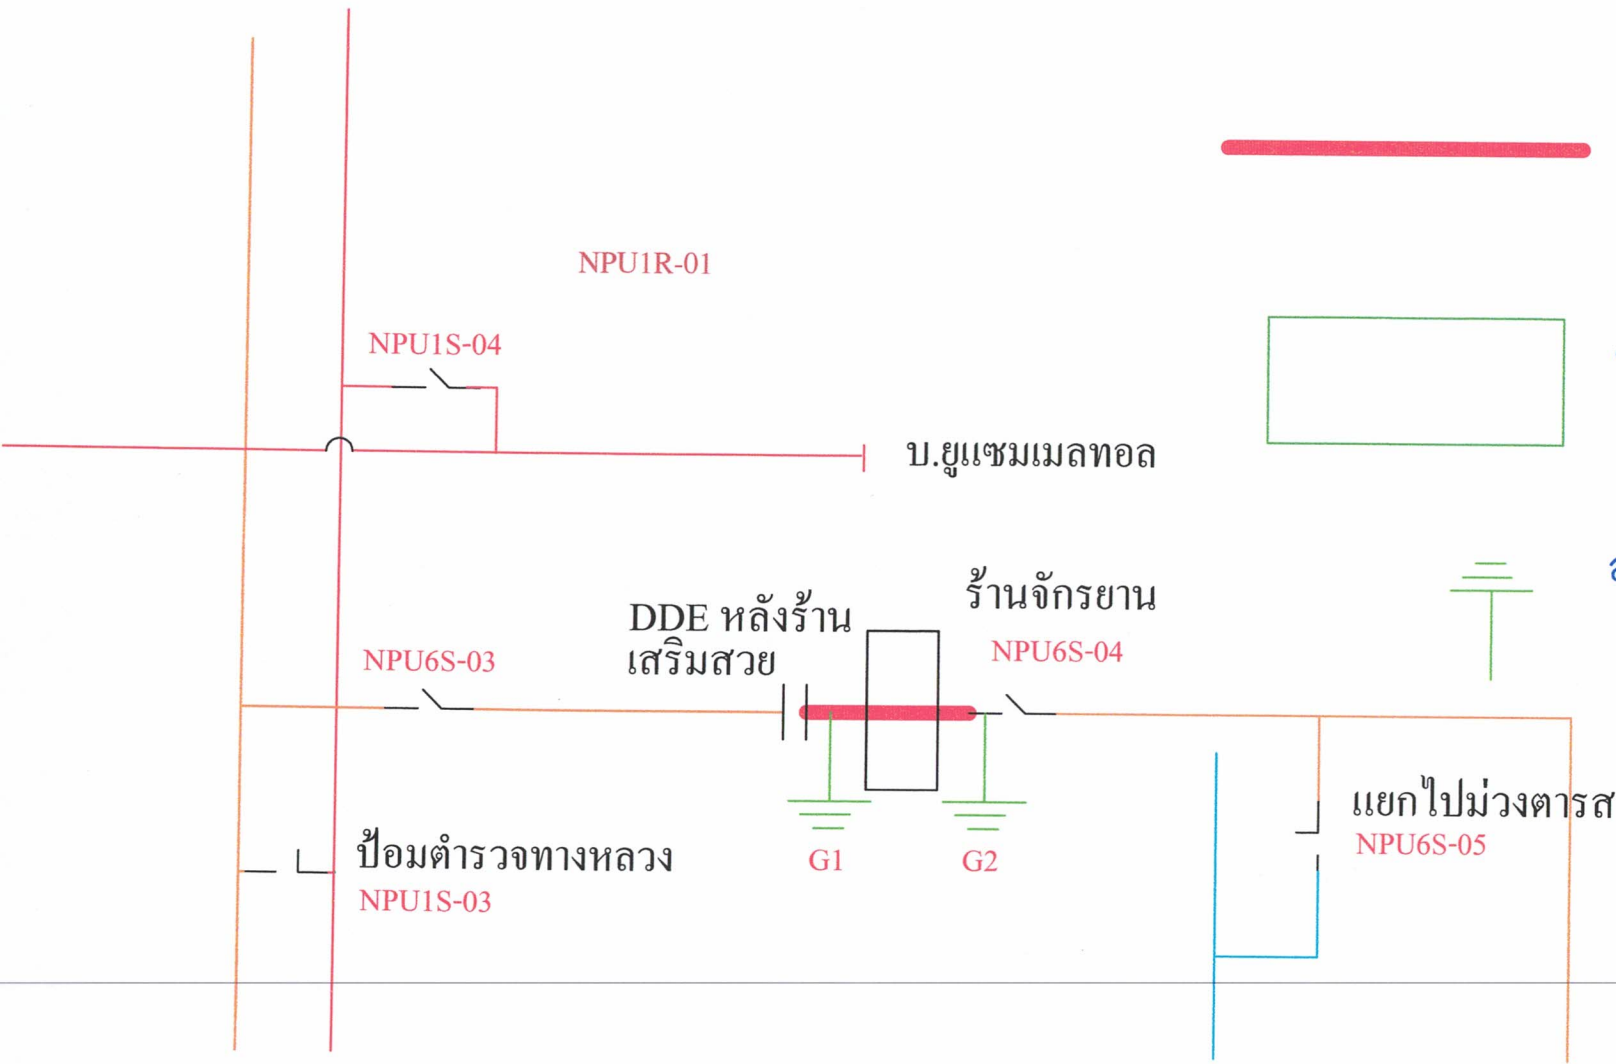 NPU1R-01
NPU1S-04
บ.ยูแซมเมลทอล
ร้านจักรยาน
DDE หลังร้าน
เสริมสวย
NPU6S-04
NPU6S-03
แยกไปม่วงตารส
NPU6S-05
ป้อมตำรวจทางหลวง
NPU1S-03
G1
G2